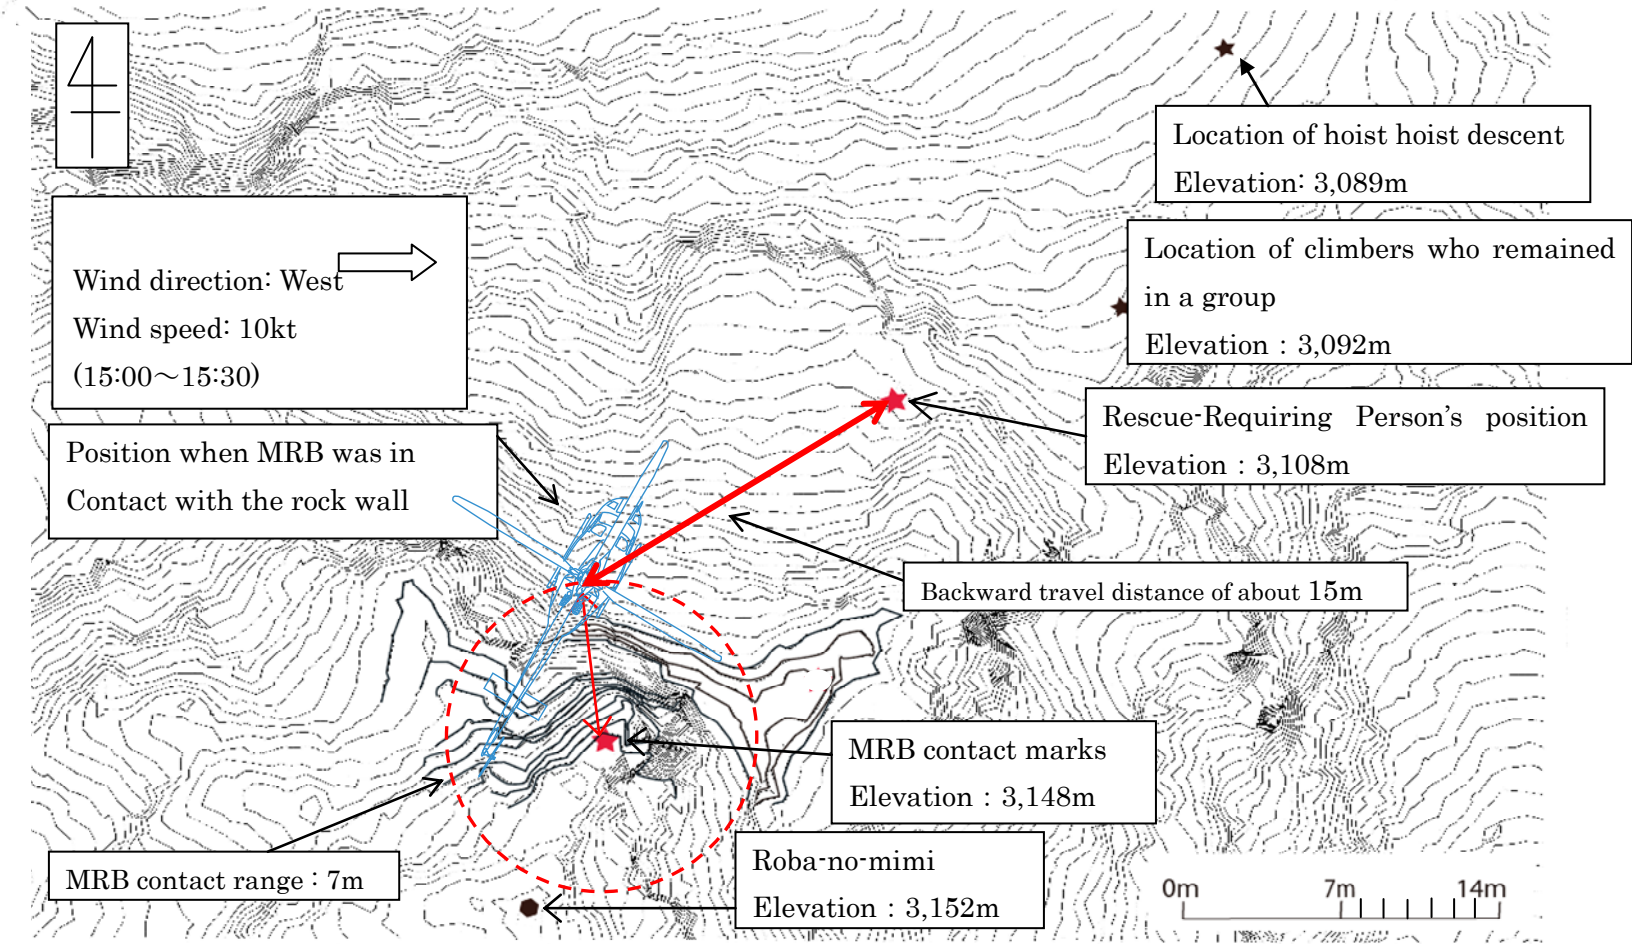 Location of hoist hoist descent
Elevation: 3,089m
Location of climbers who remained
in a group
Elevation：3,092m
Wind direction: West
Wind speed: 10kt
(15:00～15:30)
Rescue-Requiring Person's position
Elevation：3,108m
Position when MRB was in
Contact with the rock wall
Backward travel distance of about 15m
MRB contact marks
Elevation：3,148m
MRB contact range：7m
Roba-no-mimi
Elevation：3,152m
0m 7m 14m